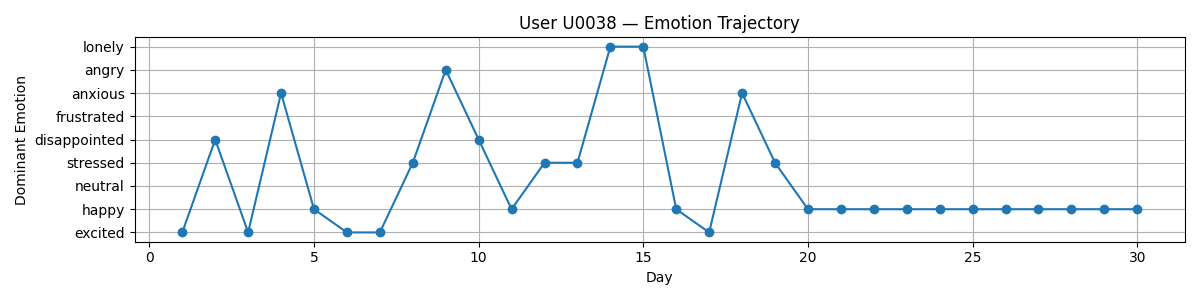 User U0038 — Emotion Trajectory
Dominant Emotion
lonely
angry
anxious
frustrated
disappointed
stressed
neutral
happy
excited
0 5 10 15 20 25 30
Day